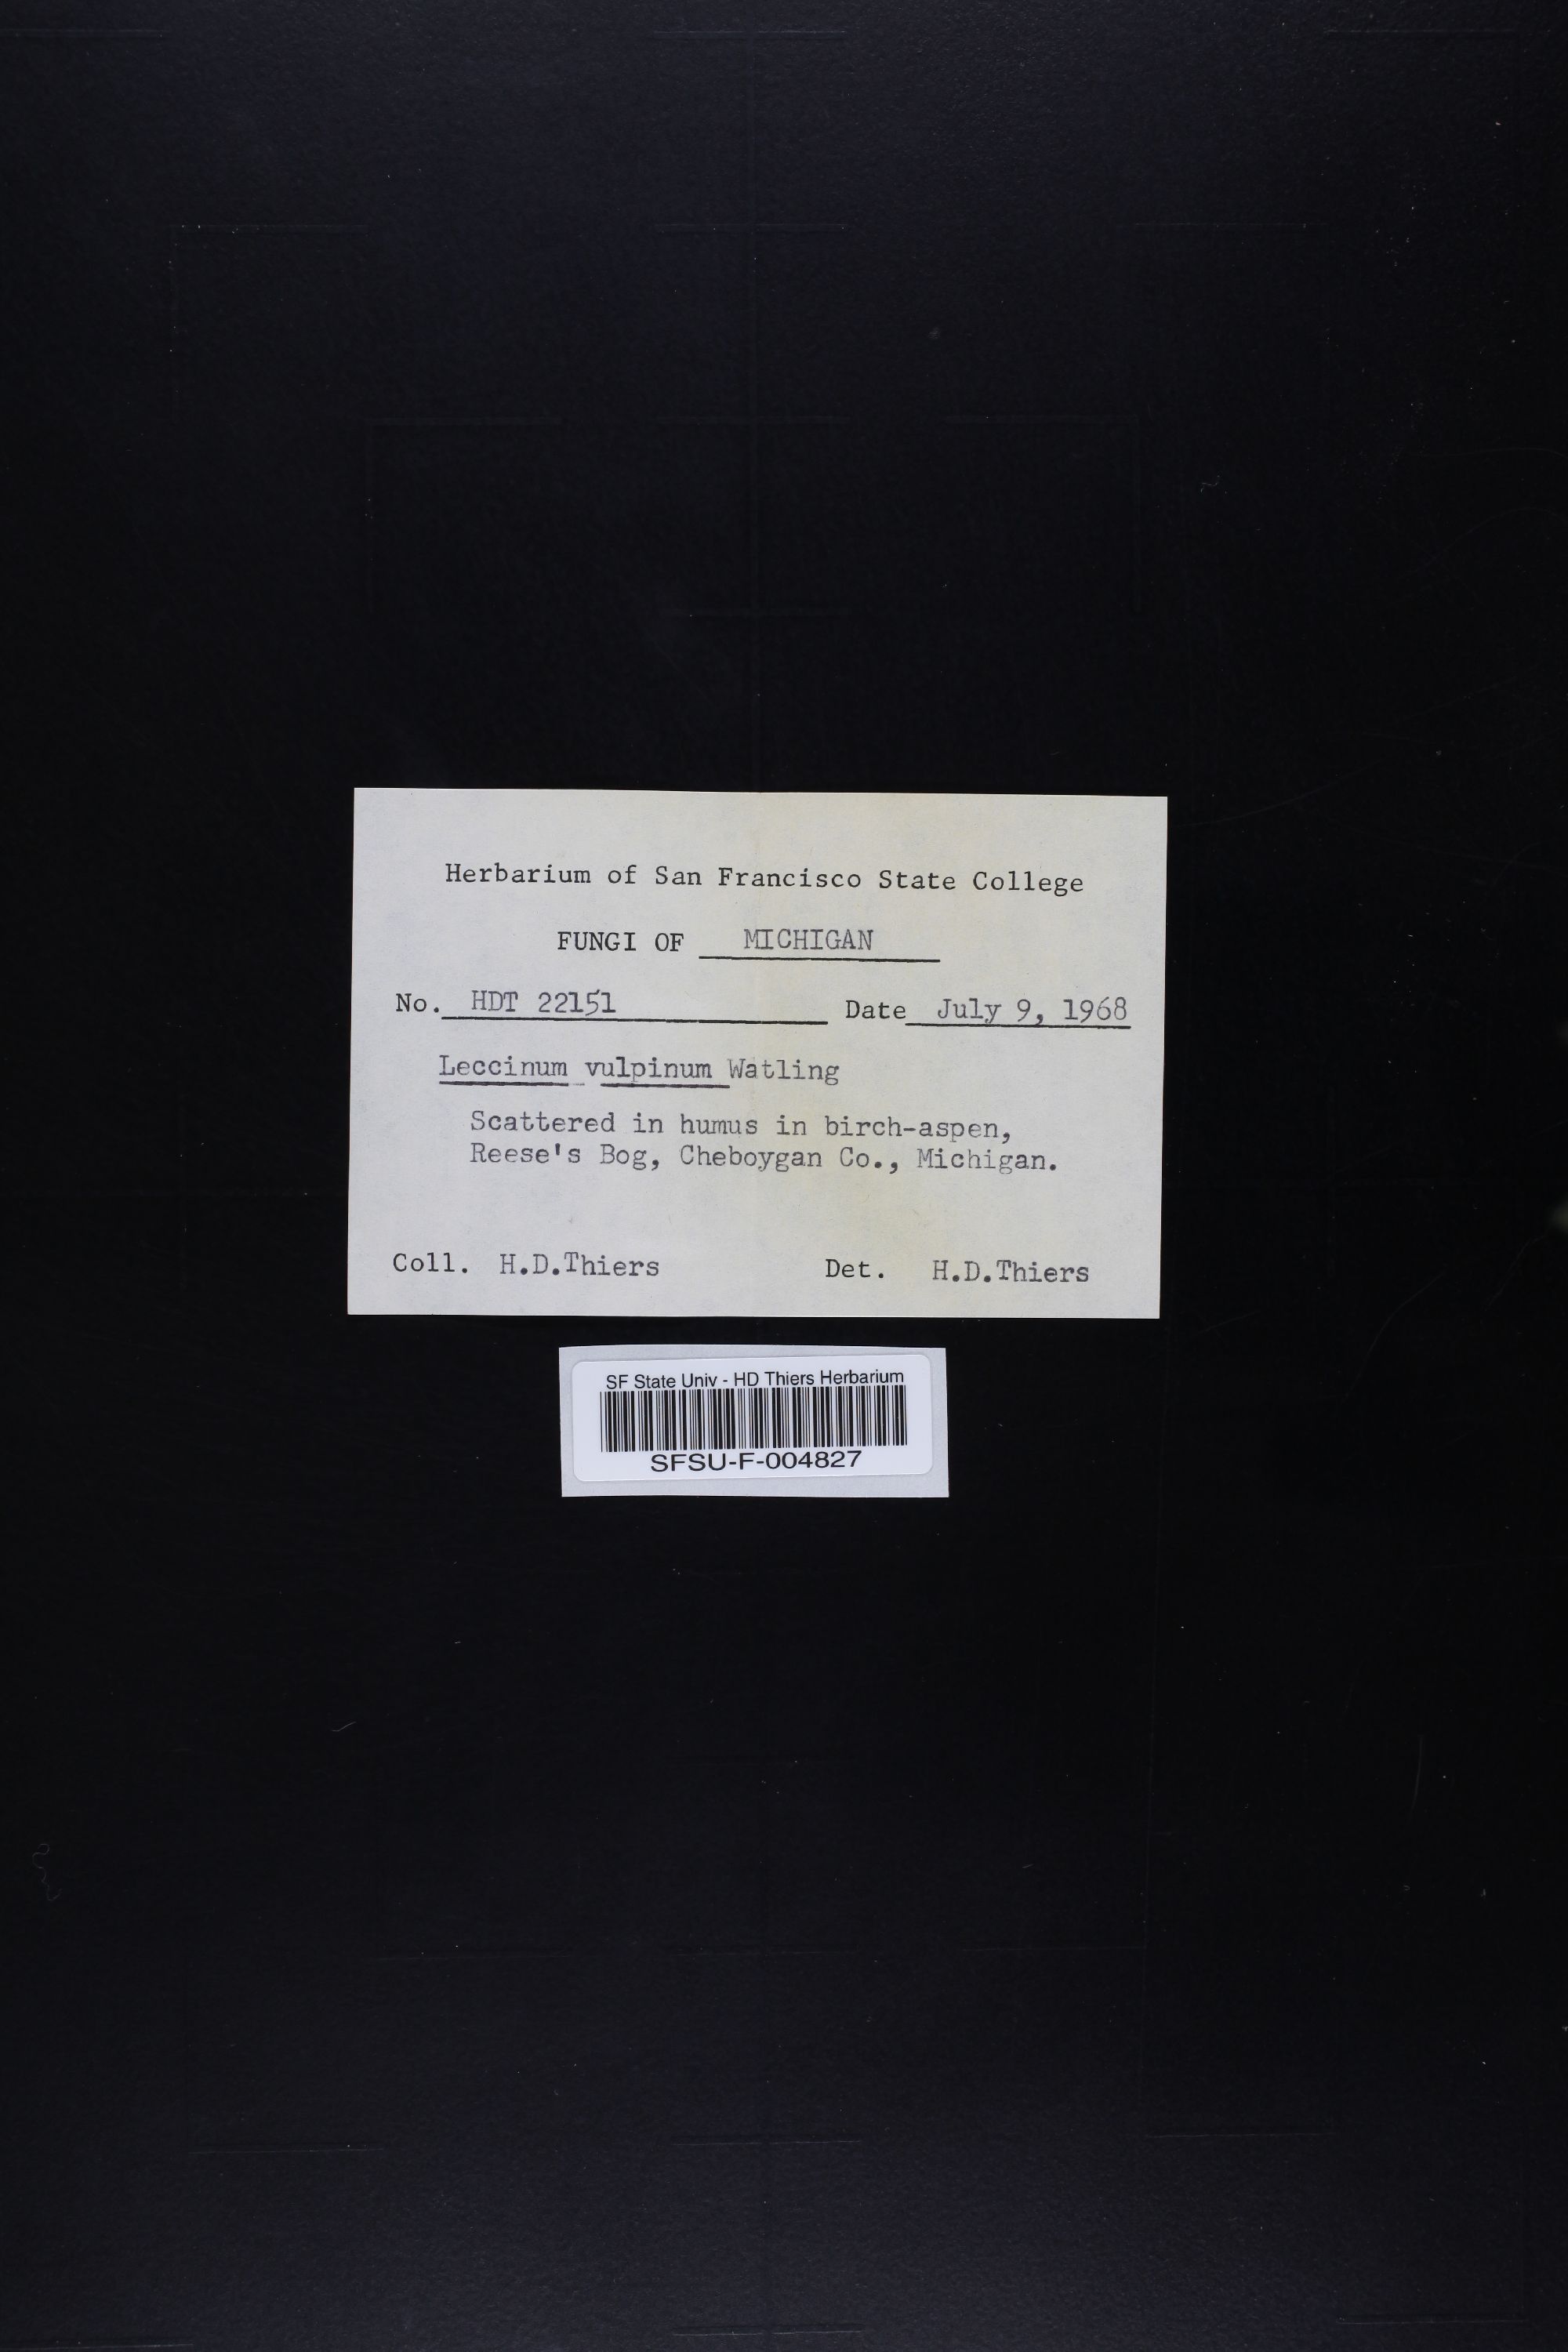 Herbarium of San Francisco State College
FUNGI OF MICHIGAN
No. HDT 22151 Date July 9, 1968
Leccinum vulpinum Watling
Scattered in humus in birch-aspen,
Reese's Bog, Cheboygan Co., Michigan.
Coll. H.D.Thiers Det. H.D.Thiers
SF State Univ - HD Thiers Herbarium
SFSU-F-004827